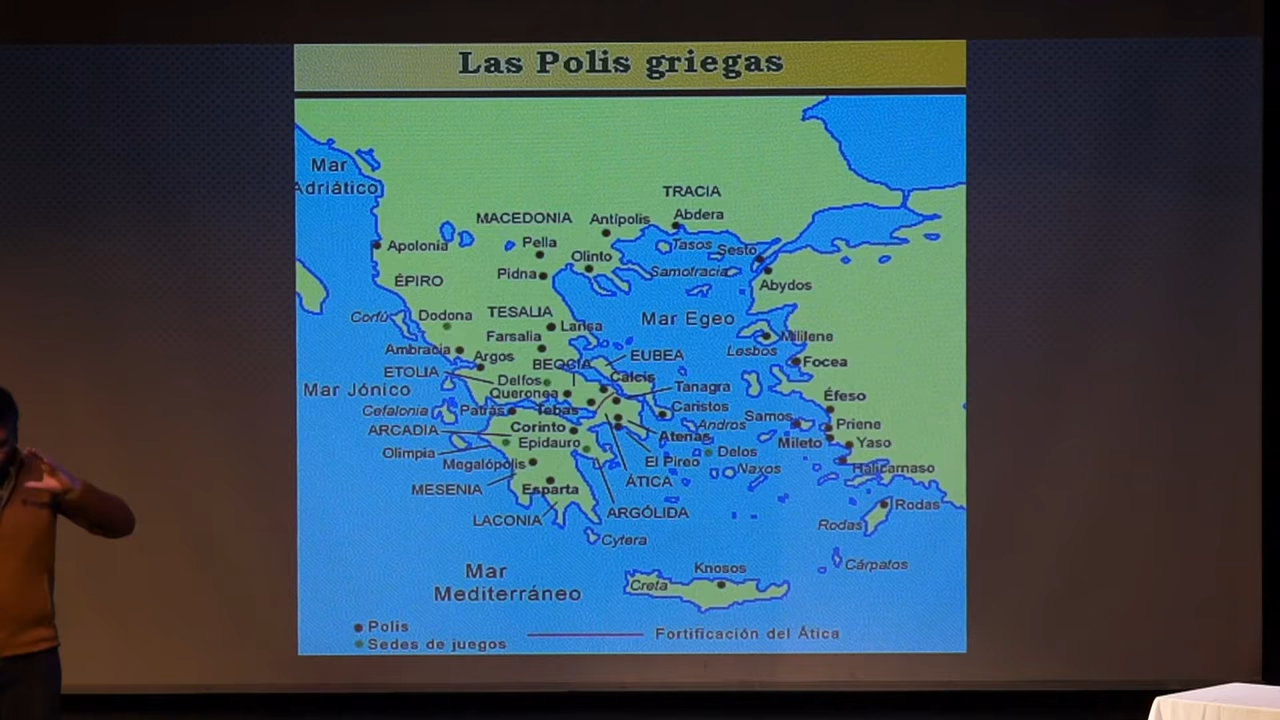 Las Polis griegas
Mar
Adriático
TRACIA
MACEDONIA
Antípolis
Abdera
Apolonia
Pella
Tasos
Sesto
Olinto
Pidna
Samotracia
ÉPIRO
Abydos
Corfú
Dodona
TESALIA
Larisa
Mar Egeo
Farsalia
Mililene
Ambracia
Argos
BEOCIA
EUBEA
Lesbos
Focea
ETOLIA
Delfos
Calcis
Mar Jónico
Queronea
Tanagra
Éfeso
Cefalonia
Patrás
Tebas
Caristos
Samos
ARCADIA
Corinto
Andros
Priene
Olimpia
Epidauro
Atenas
Mileto
Yaso
Megalópolis
El Pireo
Delos
Naxos
Halicarnaso
MESENIA
Esparta
ÁTICA
LACONIA
ARGÓLIDA
Rodas
Rodas
Cytera
Cárpatos
Mar
Mediterráneo
Knosos
Creta
Polis
Sedes de juegos
Fortificación del Ática